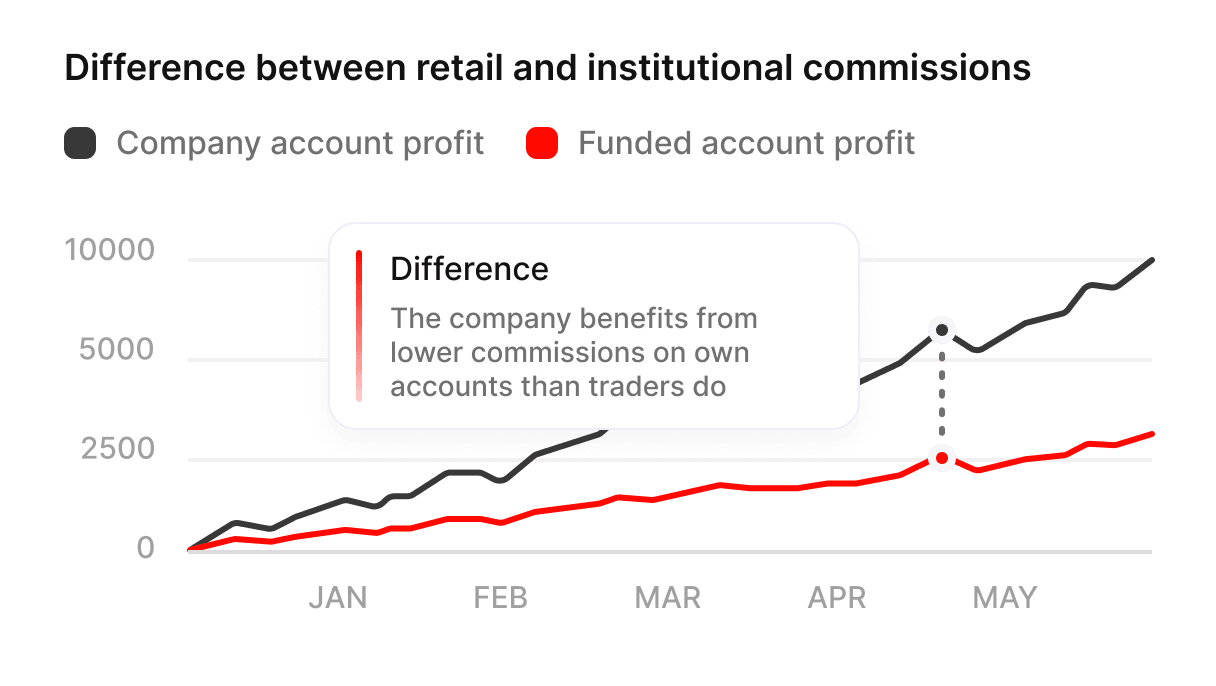 Difference between retail and institutional commissions
Company account profit
Funded account profit
10000
5000
2500
0
Difference
The company benefits from
lower commissions on own
accounts than traders do
JAN
FEB
MAR
APR
MAY